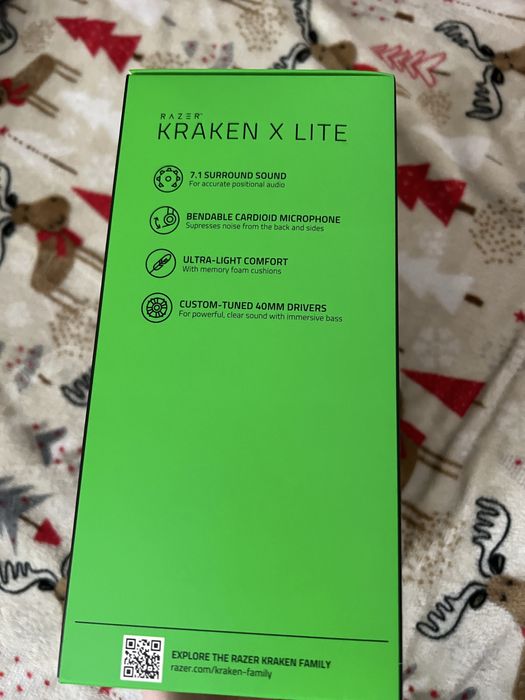 RAZER
KRAKEN X LITE
7.1 SURROUND SOUND
For accurate positional audio
BENDABLE CARDIOID MICROPHONE
Supresses noise from the back and sides
ULTRA-LIGHT COMFORT
With memory foam cushions
CUSTOM-TUNED 40MM DRIVERS
For powerful, clear sound with immersive bass
EXPLORE THE RAZER KRAKEN FAMILY
razer.com/kraken-family